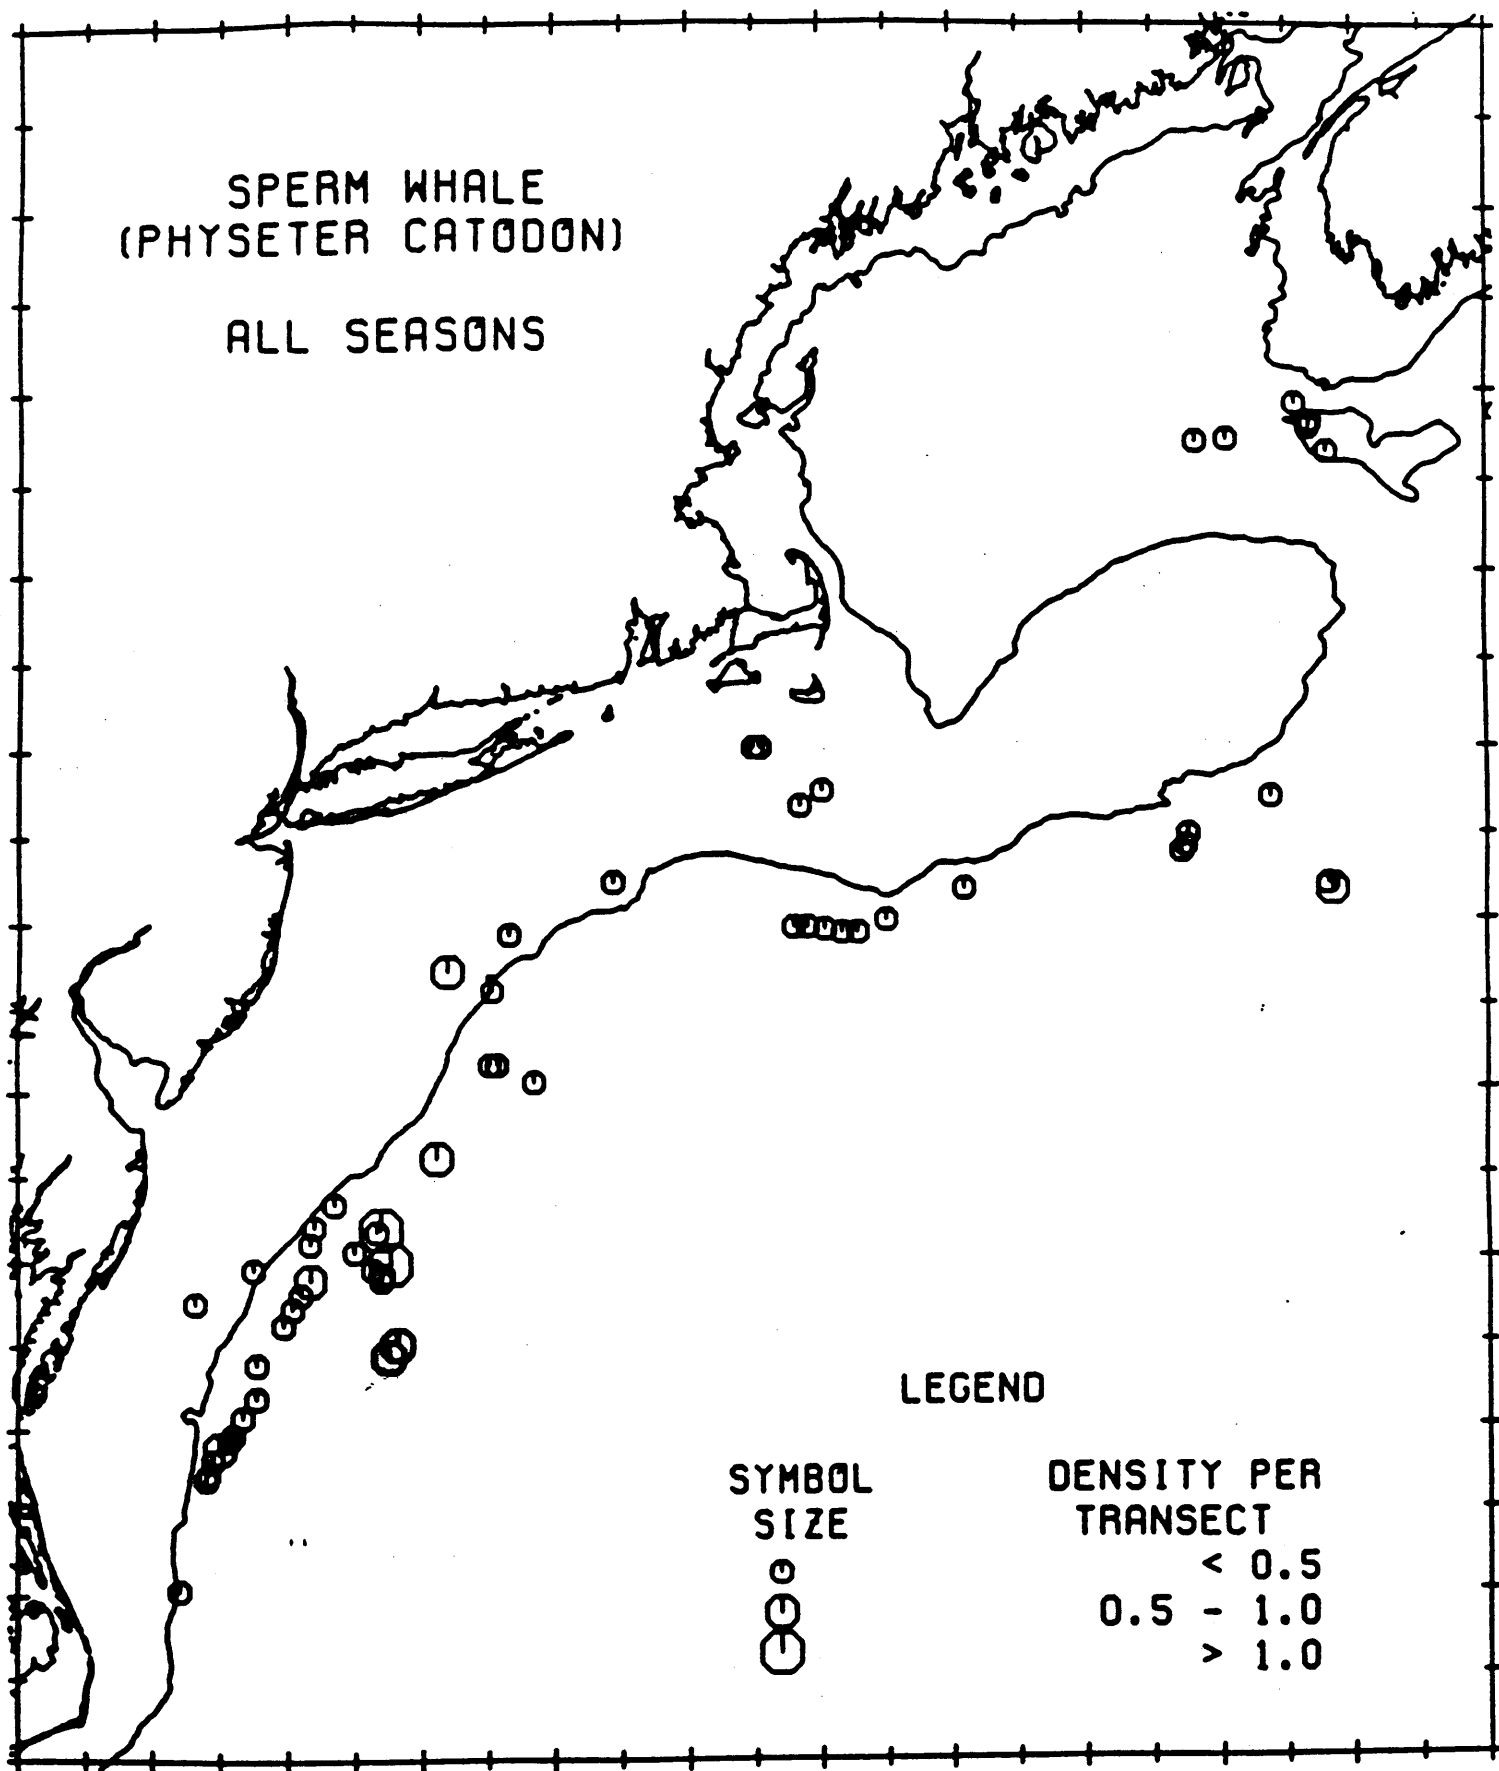 SPERM WHALE
(PHYSETER CATODON)
ALL SEASONS
LEGEND
SYMBOL SIZE
DENSITY PER TRANSECT
< 0.5
0.5 - 1.0
> 1.0